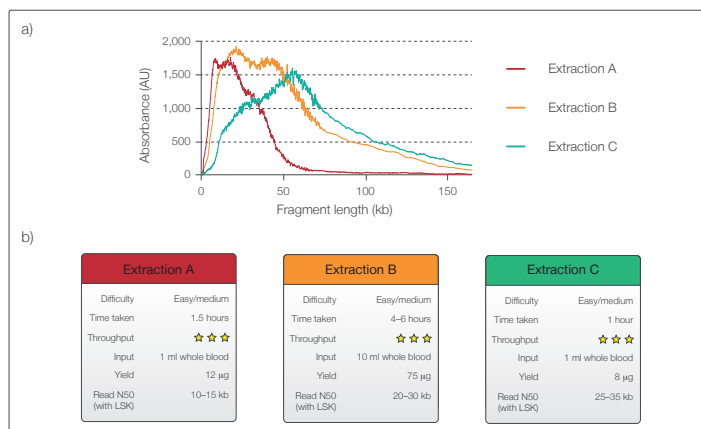 a)
2,000
1,500
1,000
500
0
Absorbance (AU)
0 50 100 150
Fragment length (kb)
Extraction A
Extraction B
Extraction C
b)
Extraction A
Difficulty Easy/medium
Time taken 1.5 hours
Throughput
Input 1 ml whole blood
Yield 12 µg
Read N50 10–15 kb
(with LSK)
Extraction B
Difficulty Easy/medium
Time taken 4–6 hours
Throughput
Input 10 ml whole blood
Yield 75 µg
Read N50 20–30 kb
(with LSK)
Extraction C
Difficulty Easy/medium
Time taken 1 hour
Throughput
Input 1 ml whole blood
Yield 8 µg
Read N50 25–35 kb
(with LSK)